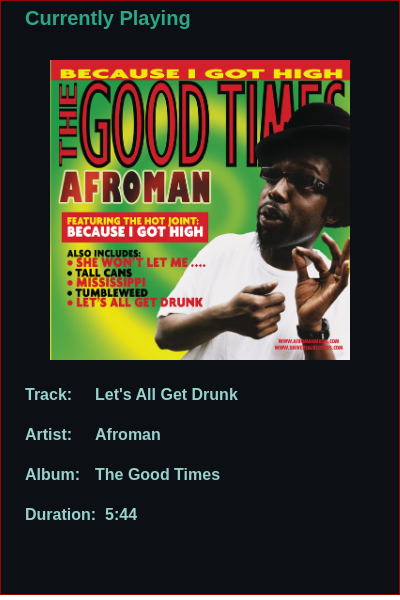 Currently Playing
BECAUSE I GOT HIGH
THE GOOD TIMES
AFROMAN
FEATURING THE HOT JOINT:
BECAUSE I GOT HIGH
ALSO INCLUDES:
• SHE WON'T LET ME ....
• TALL CANS
• MISSISSIPPI
• TUMBLEWEED
• LET'S ALL GET DRUNK
Track: Let's All Get Drunk
Artist: Afroman
Album: The Good Times
Duration: 5:44